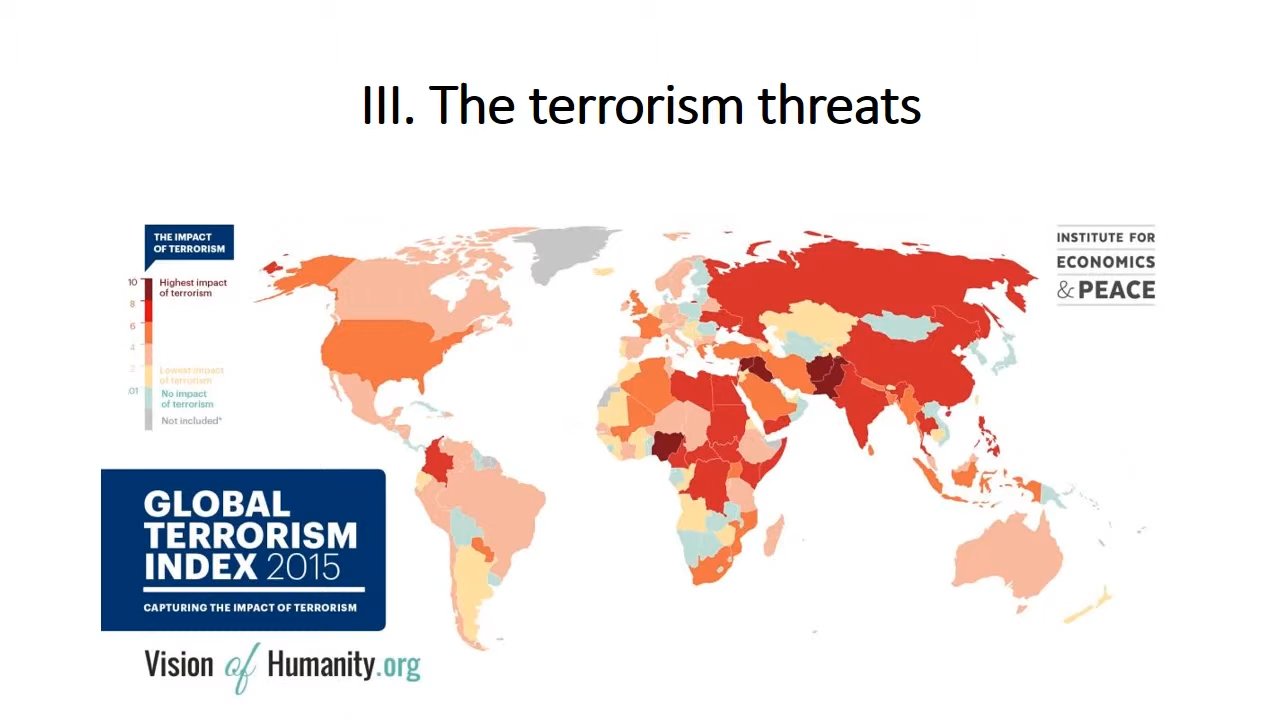 III. The terrorism threats
THE IMPACT
OF TERRORISM
10
Highest impact
of terrorism
8
6
4
2
Lowest impact
of terrorism
.01
No impact
of terrorism
Not included*
INSTITUTE FOR
ECONOMICS
& PEACE
GLOBAL
TERRORISM
INDEX 2015
CAPTURING THE IMPACT OF TERRORISM
Vision of Humanity.org